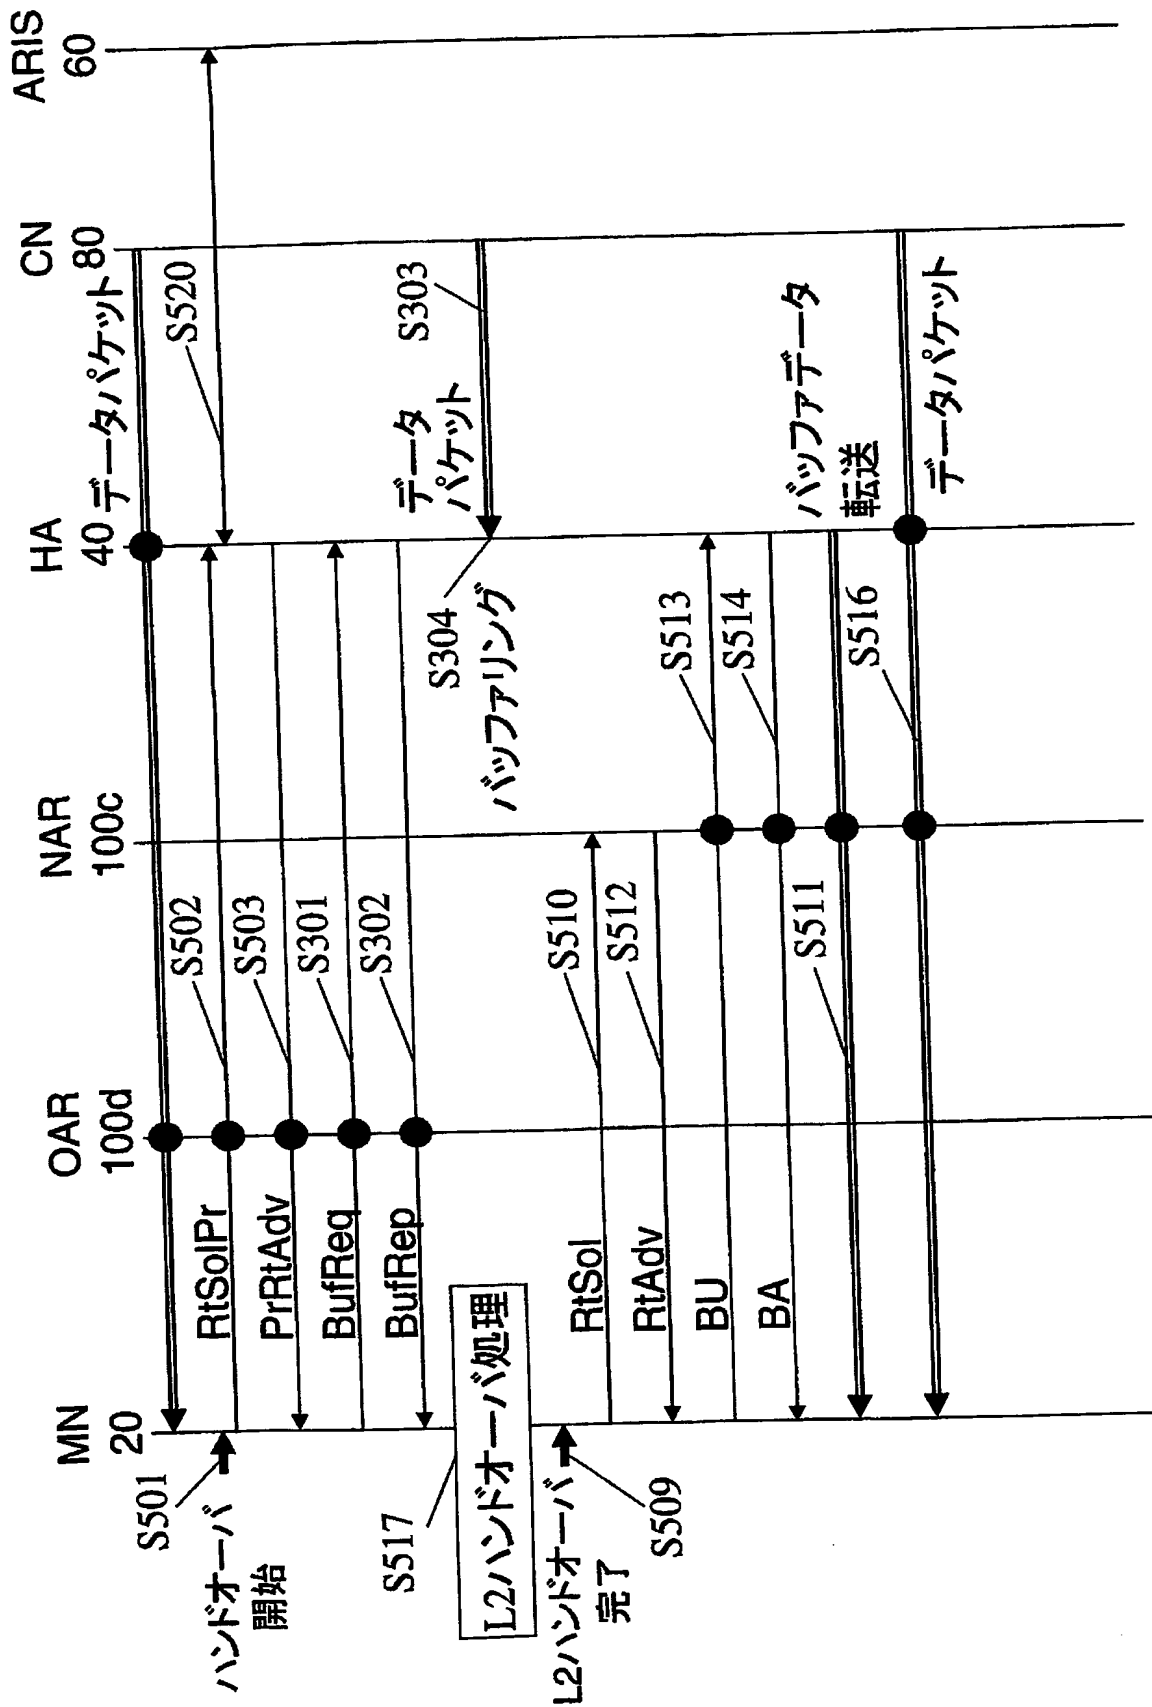 MN
20
OAR
100d
NAR
100c
HA
40
CN
80
ARIS
60
データパケット
S501
ハンドオーバ
開始
RtSolPr
S502
S520
PrRtAdv
S503
BufReq
S301
BufRep
S302
データ
パケット
S303
S304
バッファリング
S517
L2ハンドオーバ処理
L2ハンドオーバ
完了
S509
RtSol
S510
RtAdv
S512
BU
S513
BA
S514
バッファデータ
転送
S511
S516
データパケット